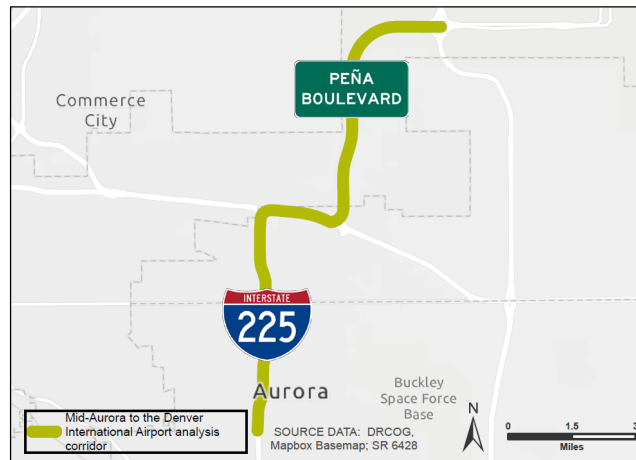 PEÑA
BOULEVARD
Commerce
City
INTERSTATE
225
Aurora
Buckley
Space Force
Base
N
Mid-Aurora to the Denver
International Airport analysis
corridor
SOURCE DATA: DRCOG,
Mapbox Basemap; SR 6428
0 1.5 3
Miles